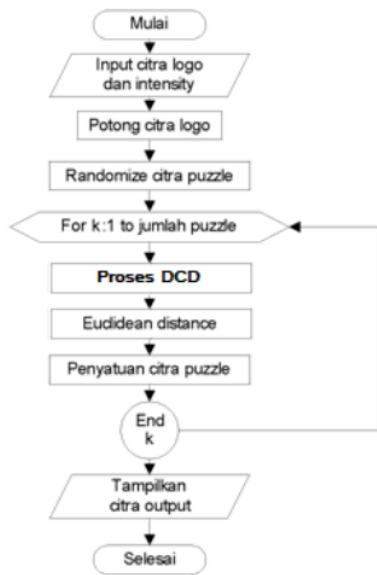 Mulai
Input citra logo
dan intensity
Potong citra logo
Randomize citra puzzle
For k:1 to jumlah puzzle
Proses DCD
Euclidean distance
Penyatuan citra puzzle
End
k
Tampilkan
citra output
Selesai